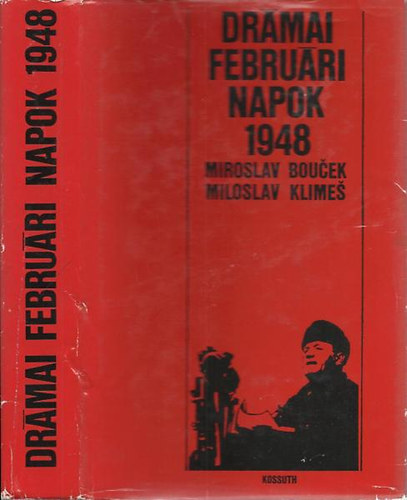 DRÁMAI FEBRUÁRI NAPOK 1948
DRÁMAI
FEBRUÁRI
NAPOK
1948
MIROSLAV BOUČEK
MILOSLAV KLIMEŠ
KOSSUTH